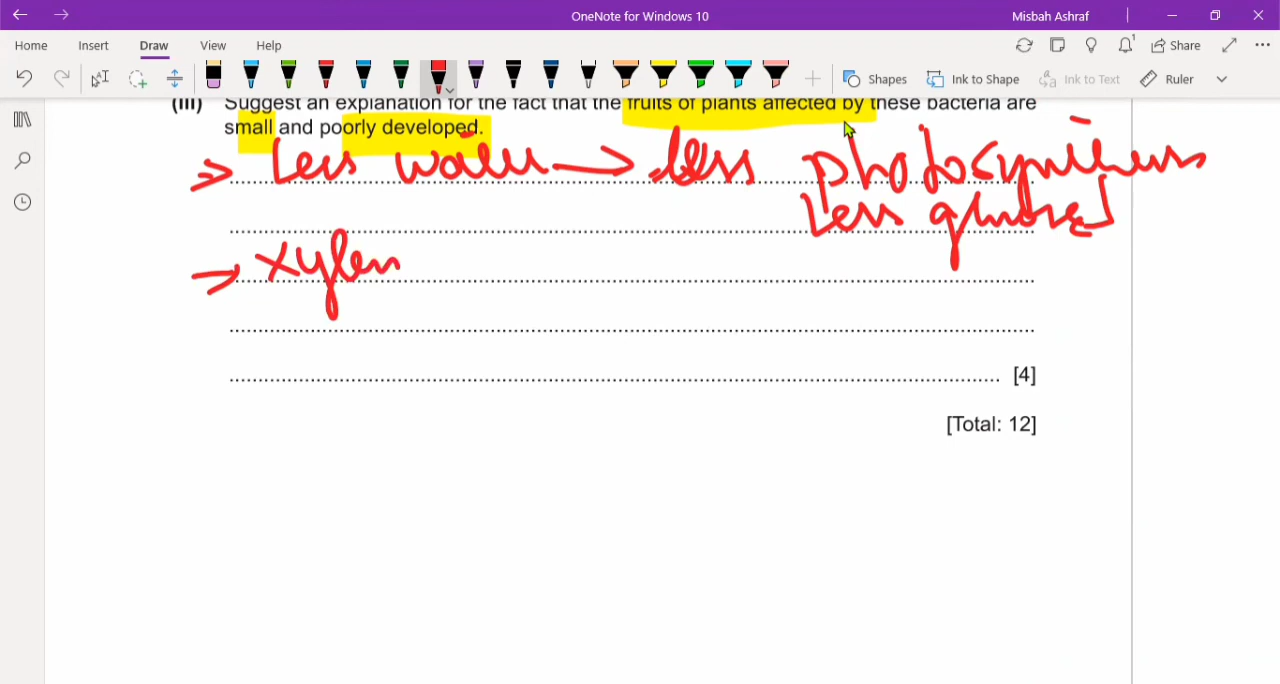 OneNote for Windows 10
Misbah Ashraf
Home Insert Draw View Help
1 Share
Shapes Ink to Shape Ink to Text Ruler
(iii) Suggest an explanation for the fact that the fruits of plants affected by these bacteria are
small and poorly developed.
⇒ Less water → less photosynthesis
[less glucose]
→ xylem
[4]
[Total: 12]